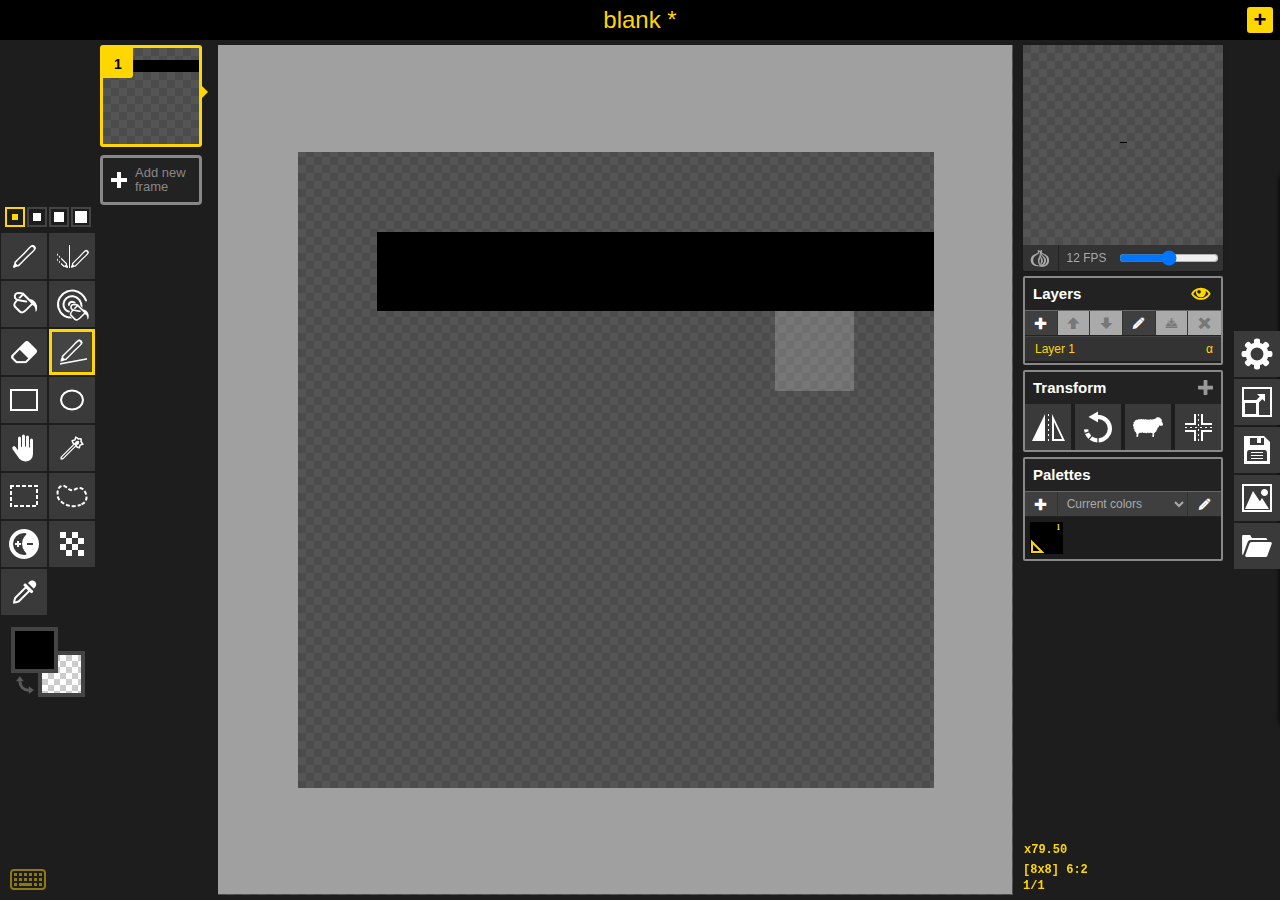 blank *
+
1
Add new
frame
12 FPS
Layers
Layer 1 α
Transform
Palettes
Current colors
1
x79.50
[8x8] 6:2
1/1